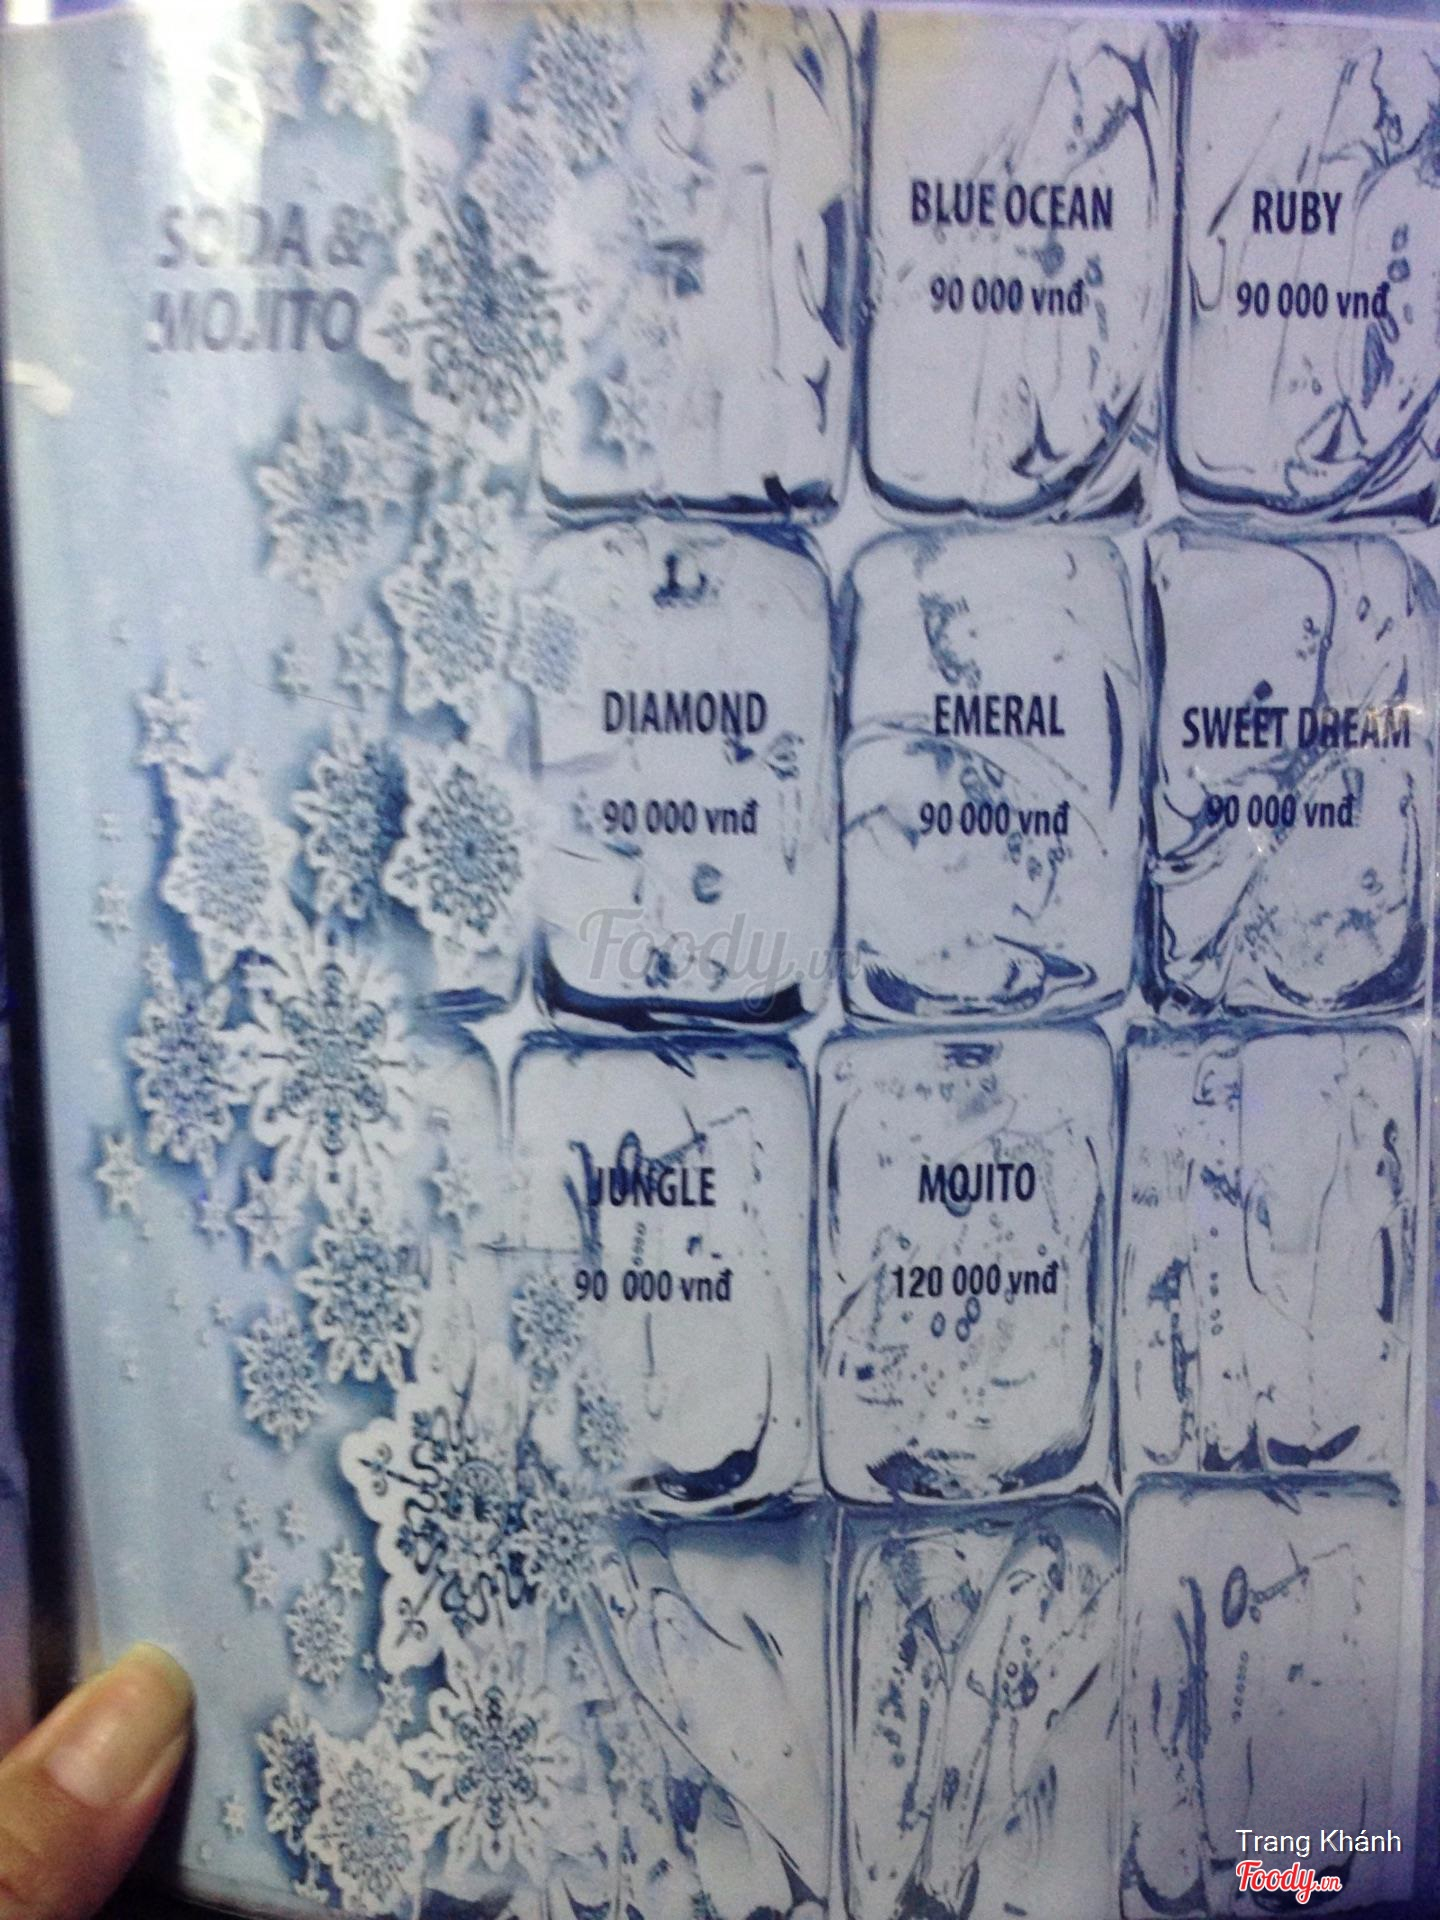 SODA &
MOJITO
BLUE OCEAN
90 000 vnđ
RUBY
90 000 vnđ
DIAMOND
90 000 vnđ
EMERAL
90 000 vnđ
SWEET DREAM
90 000 vnđ
Foody.vn
JUNGLE
90 000 vnđ
MOJITO
120 000 vnđ
Trang Khánh
Foody.vn